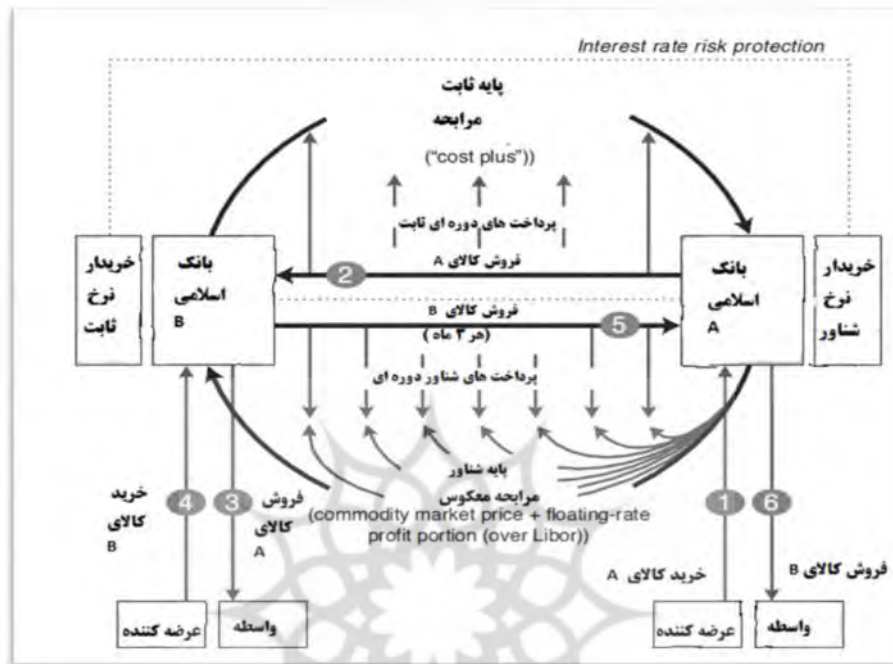 Interest rate risk protection
پایه ثابت
مرابحه
("cost plus"))
پرداخت های دوره ای ثابت
فروش کالای A
2
خریدار
نرخ
ثابت
بانک
اسلامی
B
بانک
اسلامی
A
خریدار
نرخ
شناور
فروش کالای B
5
(هر ۳ ماه)
پرداخت های شناور دوره ای
پایه شناور
مرابحه معکوس
(commodity market price + floating-rate
profit portion (over Libor))
خرید
کالای
B
4
3
فروش
کالای
A
1
6
خرید کالای A
فروش کالای B
عرضه کننده
واسطه
عرضه کننده
واسطه